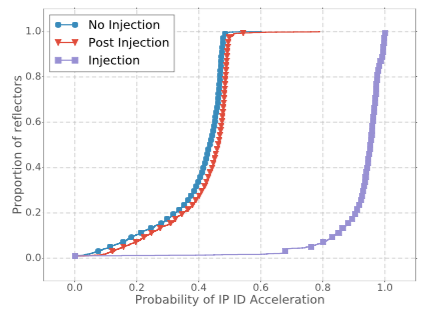 No Injection
Post Injection
Injection
Proportion of reflectors
1.0
0.8
0.6
0.4
0.2
0.0
0.0 0.2 0.4 0.6 0.8 1.0
Probability of IP ID Acceleration